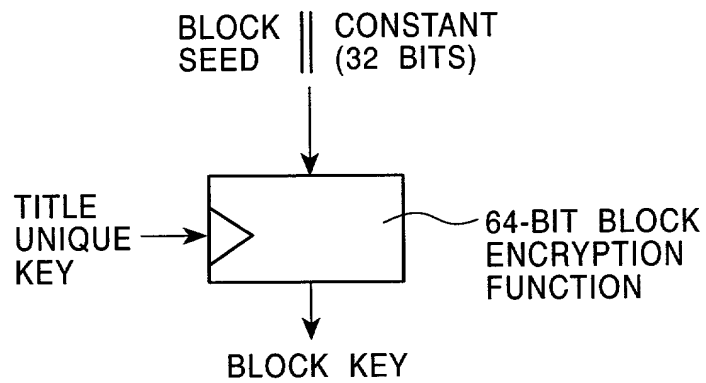 BLOCK SEED || CONSTANT (32 BITS)
TITLE
UNIQUE
KEY
64-BIT BLOCK
ENCRYPTION
FUNCTION
BLOCK KEY